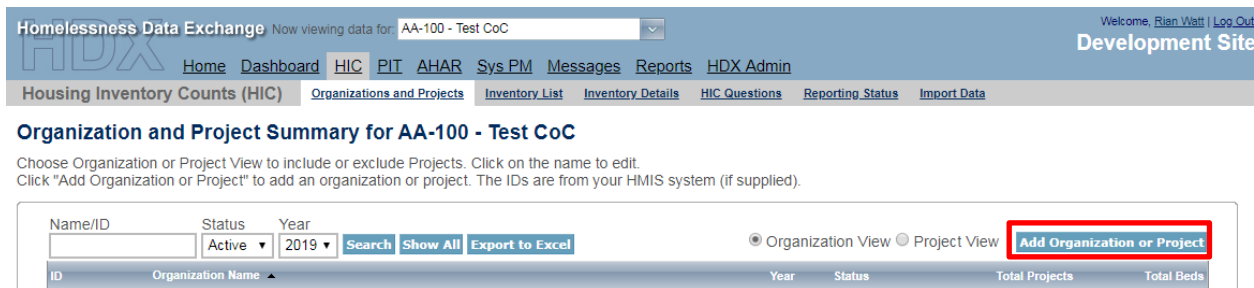 Homelessness Data Exchange Now viewing data for: AA-100 - Test CoC Welcome, Rian Watt | Log Out
HDX Development Site
Home Dashboard HIC PIT AHAR Sys PM Messages Reports HDX Admin
Housing Inventory Counts (HIC) Organizations and Projects Inventory List Inventory Details HIC Questions Reporting Status Import Data
Organization and Project Summary for AA-100 - Test CoC
Choose Organization or Project View to include or exclude Projects. Click on the name to edit.
Click "Add Organization or Project" to add an organization or project. The IDs are from your HMIS system (if supplied).
Name/ID Status Year
Active 2019 Search Show All Export to Excel Organization View Project View Add Organization or Project
ID Organization Name Year Status Total Projects Total Beds